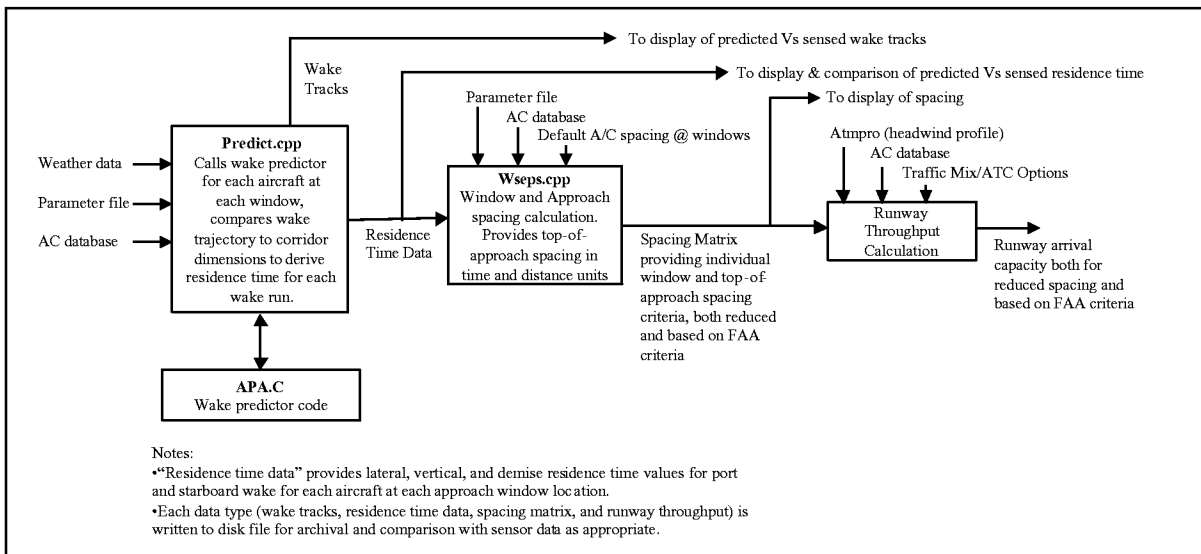 To display of predicted Vs sensed wake tracks
Wake
Tracks
To display & comparison of predicted Vs sensed residence time
To display of spacing
Weather data
Parameter file
AC database
Predict.cpp
Calls wake predictor
for each aircraft at
each window,
compares wake
trajectory to corridor
dimensions to derive
residence time for each
wake run.
Residence
Time Data
Parameter file
AC database
Default A/C spacing @ windows
Wseps.cpp
Window and Approach
spacing calculation.
Provides top-of-
approach spacing in
time and distance units
Spacing Matrix
providing individual
window and top-of-
approach spacing
criteria, both reduced
and based on FAA
criteria
Atmpro (headwind profile)
AC database
Traffic Mix/ATC Options
Runway
Throughput
Calculation
Runway arrival
capacity both for
reduced spacing and
based on FAA criteria
APA.C
Wake predictor code
Notes:
•“Residence time data” provides lateral, vertical, and demise residence time values for port
and starboard wake for each aircraft at each approach window location.
•Each data type (wake tracks, residence time data, spacing matrix, and runway throughput) is
written to disk file for archival and comparison with sensor data as appropriate.